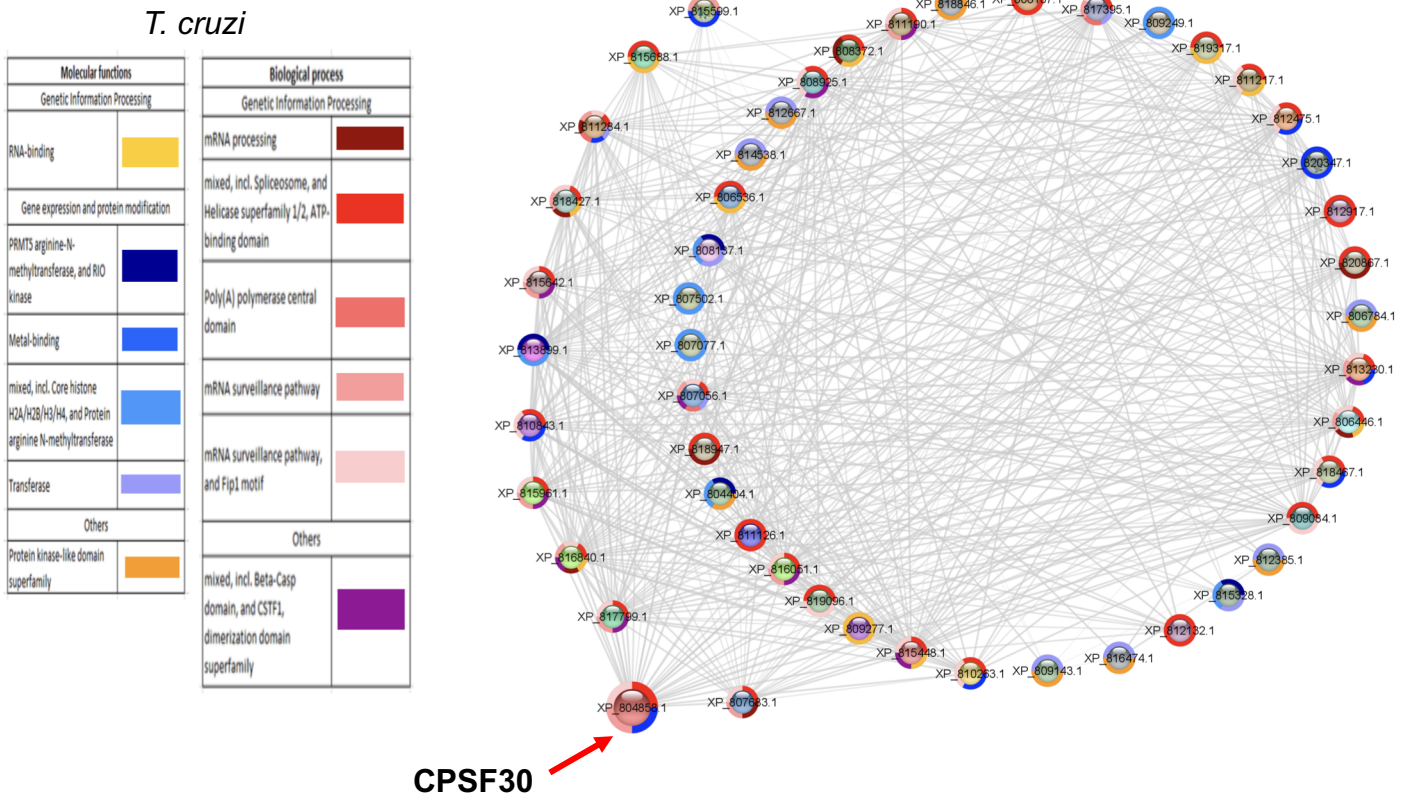 T. cruzi
Molecular functions
Genetic Information Processing
RNA-binding
Gene expression and protein modification
PRMT5 arginine-N-
methyltransferase, and RIO
kinase
Metal-binding
mixed, incl. Core histone
H2A/H2B/H3/H4, and Protein
arginine N-methyltransferase
Transferase
Others
Protein kinase-like domain
superfamily
Biological process
Genetic Information Processing
mRNA processing
mixed, incl. Spliceosome, and
Helicase superfamily 1/2, ATP-
binding domain
Poly(A) polymerase central
domain
mRNA surveillance pathway
mRNA surveillance pathway,
and Fip1 motif
Others
mixed, incl. Beta-Casp
domain, and CSTF1,
dimerization domain
superfamily
XP_815599.1
XP_818846.1
XP_817395.1
XP_811190.1
XP_809249.1
XP_815688.1
XP_808372.1
XP_819317.1
XP_808925.1
XP_811217.1
XP_812667.1
XP_812475.1
XP_811284.1
XP_814538.1
XP_820347.1
XP_818427.1
XP_806536.1
XP_812917.1
XP_808137.1
XP_820867.1
XP_815642.1
XP_807502.1
XP_806784.1
XP_813899.1
XP_807077.1
XP_813230.1
XP_807056.1
XP_810843.1
XP_806446.1
XP_818947.1
XP_818467.1
XP_815961.1
XP_804404.1
XP_809084.1
XP_811126.1
XP_816840.1
XP_816051.1
XP_812385.1
XP_819096.1
XP_815328.1
XP_817799.1
XP_809277.1
XP_812132.1
XP_815448.1
XP_816474.1
XP_810263.1
XP_809143.1
XP_804858.1
XP_807683.1
CPSF30